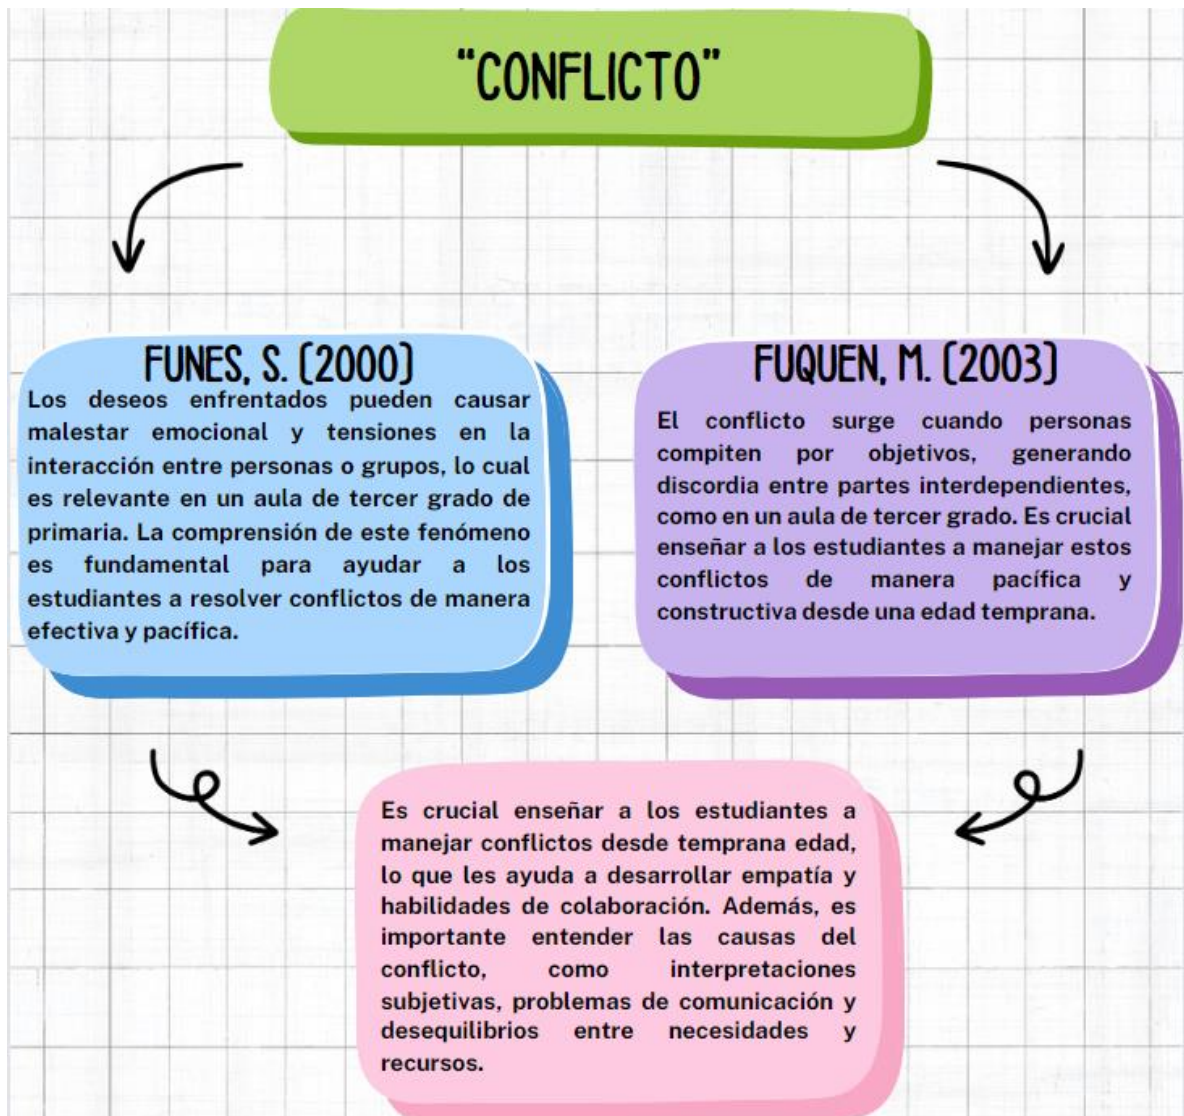 “CONFLICTO”
FUNES, S. (2000)
Los deseos enfrentados pueden causar
malestar emocional y tensiones en la
interacción entre personas o grupos, lo cual
es relevante en un aula de tercer grado de
primaria. La comprensión de este fenómeno
es fundamental para ayudar a los
estudiantes a resolver conflictos de manera
efectiva y pacífica.
FUQUEN, M. (2003)
El conflicto surge cuando personas
compiten por objetivos, generando
discordia entre partes interdependientes,
como en un aula de tercer grado. Es crucial
enseñar a los estudiantes a manejar estos
conflictos de manera pacífica y
constructiva desde una edad temprana.
Es crucial enseñar a los estudiantes a
manejar conflictos desde temprana edad,
lo que les ayuda a desarrollar empatía y
habilidades de colaboración. Además, es
importante entender las causas del
conflicto, como interpretaciones
subjetivas, problemas de comunicación y
desequilibrios entre necesidades y
recursos.